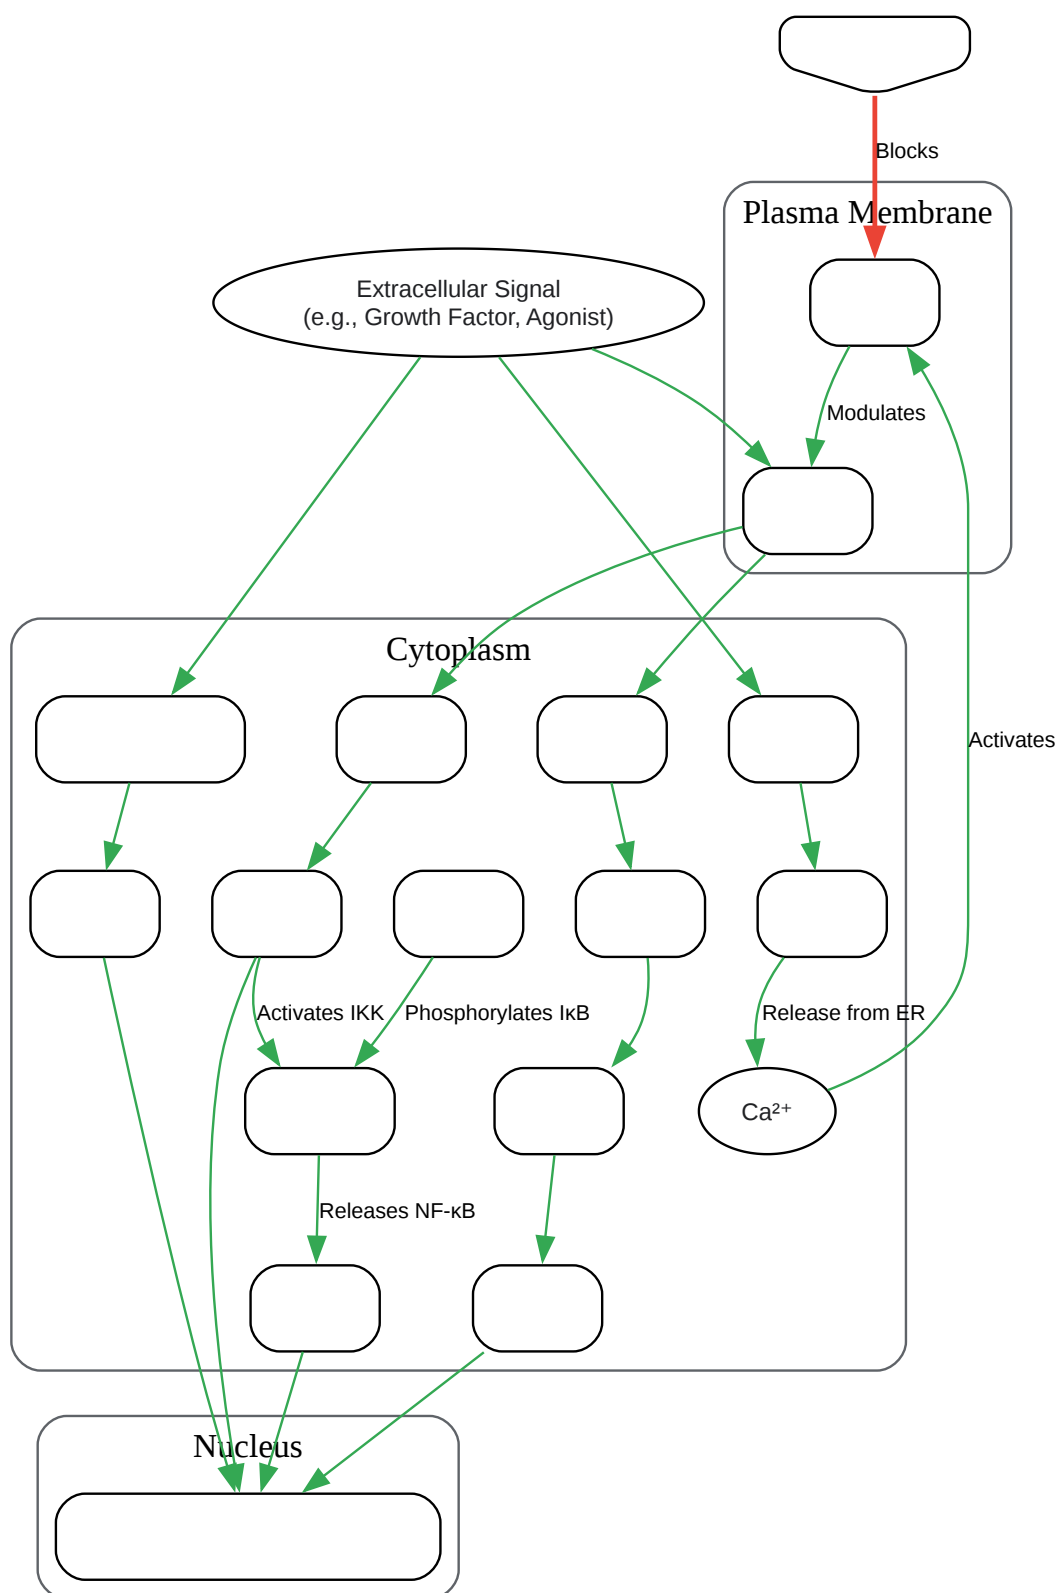 Blocks
Plasma Membrane
Extracellular Signal
(e.g., Growth Factor, Agonist)
Modulates
Cytoplasm
Activates
Activates IKK
Phosphorylates IκB
Release from ER
Ca²⁺
Releases NF-κB
Nucleus